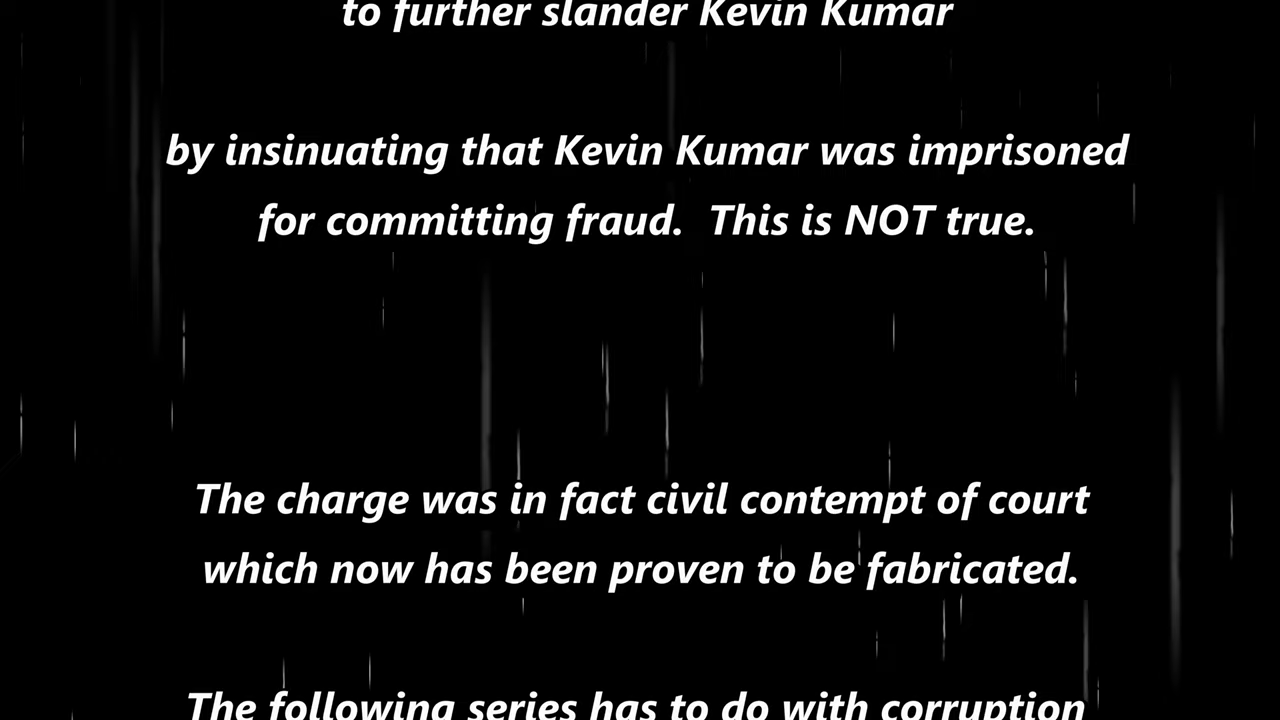 to further slander Kevin Kumar
by insinuating that Kevin Kumar was imprisoned
for committing fraud.  This is NOT true.
The charge was in fact civil contempt of court
which now has been proven to be fabricated.
The following series has to do with corruption